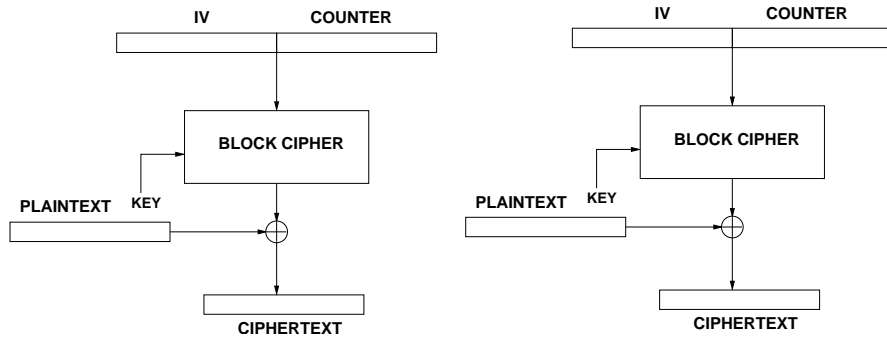 IV COUNTER
BLOCK CIPHER
KEY
PLAINTEXT
CIPHERTEXT
IV COUNTER
BLOCK CIPHER
KEY
PLAINTEXT
CIPHERTEXT